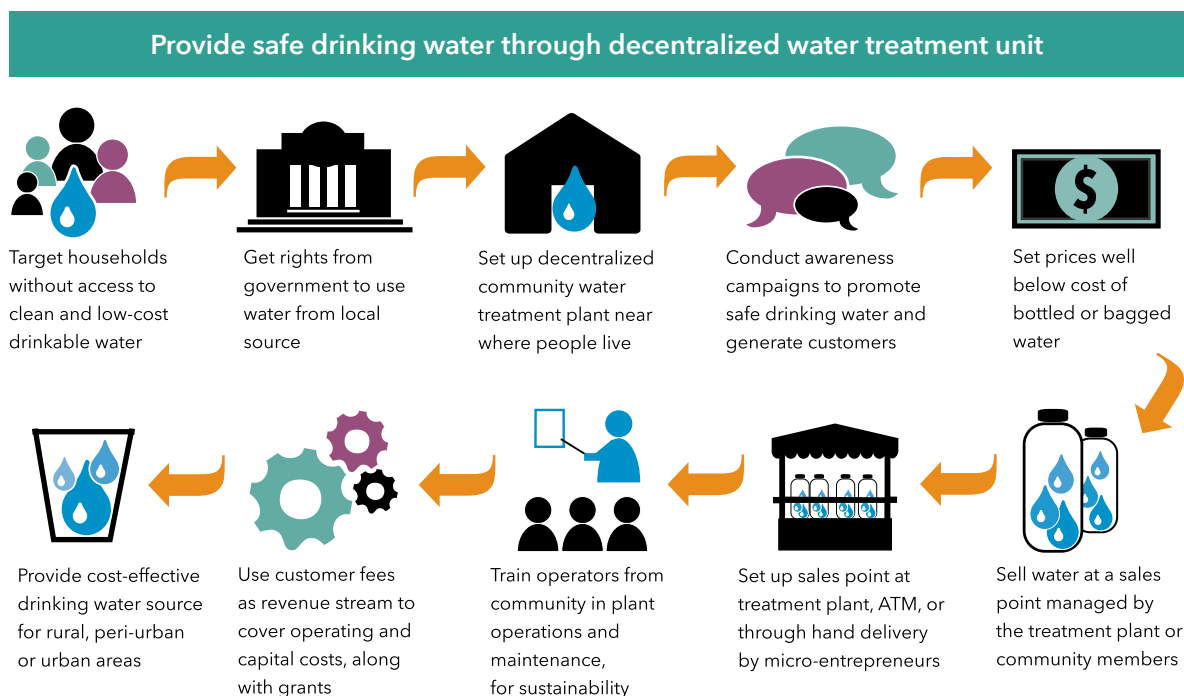 Provide safe drinking water through decentralized water treatment unit
Target households
without access to
clean and low-cost
drinkable water
Get rights from
government to use
water from local
source
Set up decentralized
community water
treatment plant near
where people live
Conduct awareness
campaigns to promote
safe drinking water and
generate customers
$
Set prices well
below cost of
bottled or bagged
water
Sell water at a sales
point managed by
the treatment plant or
community members
Set up sales point at
treatment plant, ATM, or
through hand delivery
by micro-entrepreneurs
Train operators from
community in plant
operations and
maintenance,
for sustainability
Use customer fees
as revenue stream to
cover operating and
capital costs, along
with grants
Provide cost-effective
drinking water source
for rural, peri-urban
or urban areas